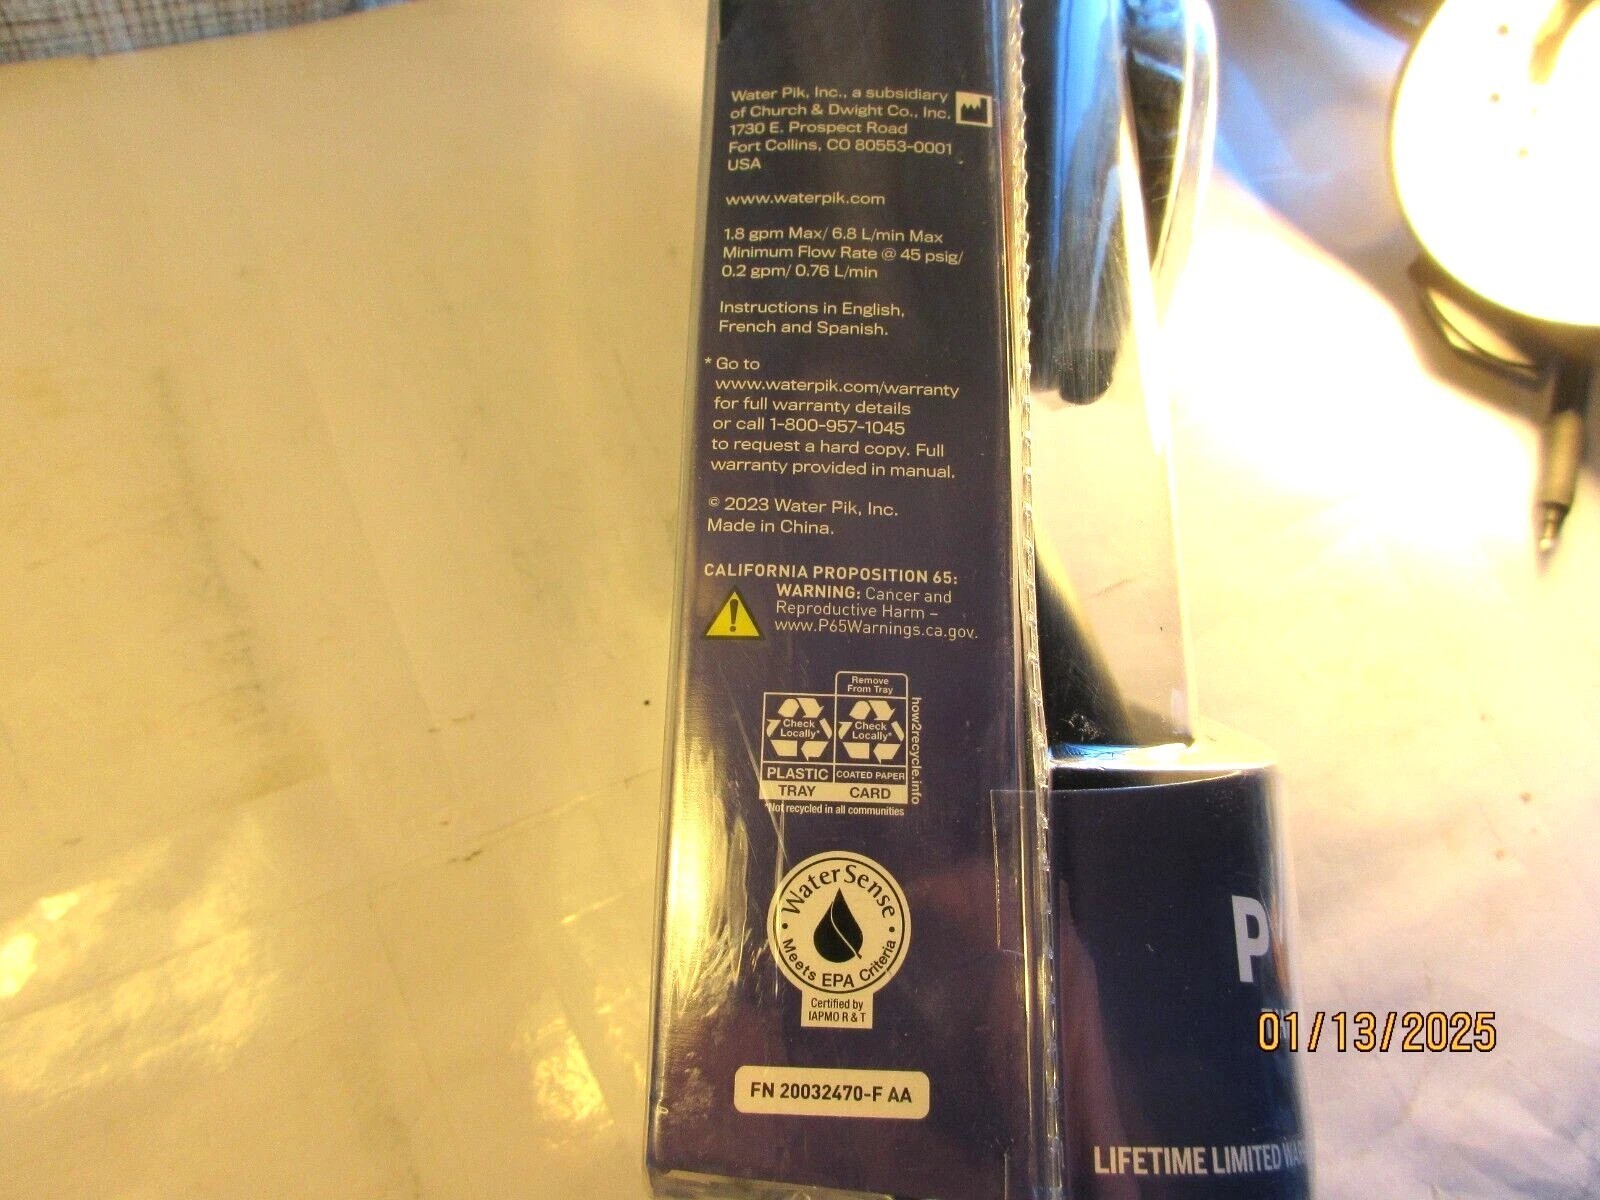 Water Pik, Inc., a subsidiary
of Church & Dwight Co., Inc.
1730 E. Prospect Road
Fort Collins, CO 80553-0001
USA
www.waterpik.com
1.8 gpm Max/ 6.8 L/min Max
Minimum Flow Rate @ 45 psig/
0.2 gpm/ 0.76 L/min
Instructions in English,
French and Spanish.
* Go to
www.waterpik.com/warranty
for full warranty details
or call 1-800-957-1045
to request a hard copy. Full
warranty provided in manual.
© 2023 Water Pik, Inc.
Made in China.
CALIFORNIA PROPOSITION 65:
WARNING: Cancer and
Reproductive Harm –
www.P65Warnings.ca.gov.
Remove
From Tray
Check
Locally*
Check
Locally*
PLASTIC
COATED PAPER
TRAY
CARD
how2recycle.info
*Not recycled in all communities
WaterSense
Meets EPA Criteria
Certified by
IAPMO R & T
FN 20032470-F AA
P
01/13/2025
LIFETIME LIMITED